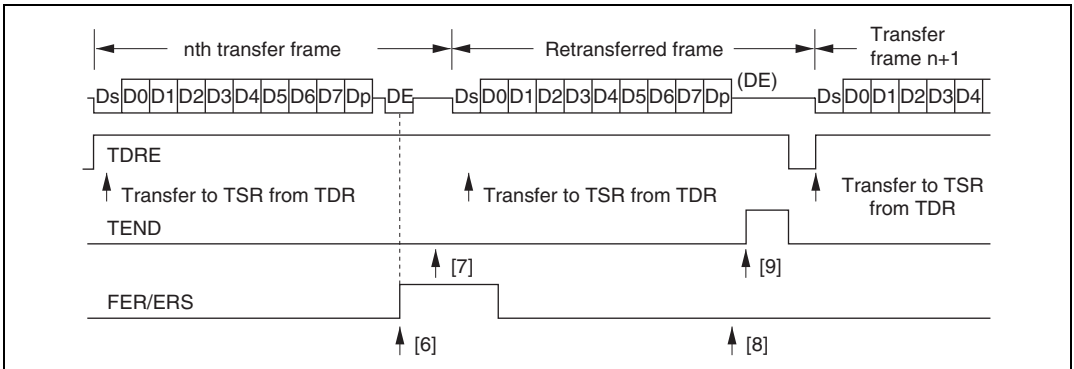 nth transfer frame Retransferred frame Transfer
frame n+1
Ds D0 D1 D2 D3 D4 D5 D6 D7 Dp DE Ds D0 D1 D2 D3 D4 D5 D6 D7 Dp (DE) Ds D0 D1 D2 D3 D4
TDRE
Transfer to TSR from TDR Transfer to TSR from TDR Transfer to TSR
from TDR
TEND
[7] [9]
FER/ERS
[6] [8]